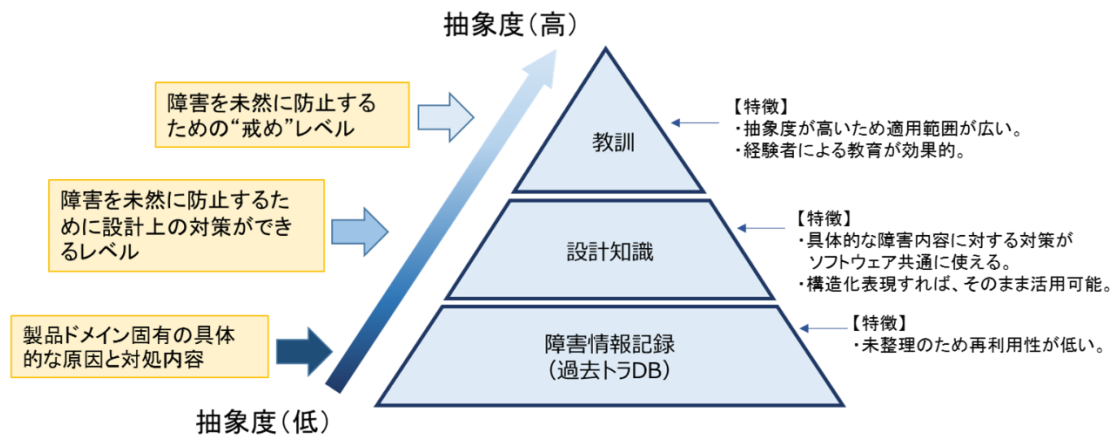 抽象度(高)
障害を未然に防止する
ための“戒め”レベル
教訓
【特徴】
・抽象度が高いため適用範囲が広い。
・経験者による教育が効果的。
障害を未然に防止するた
めに設計上の対策ができ
るレベル
設計知識
【特徴】
・具体的な障害内容に対する対策が
ソフトウェア共通に使える。
・構造化表現すれば、そのまま活用可能。
製品ドメイン固有の具体
的な原因と対処内容
障害情報記録
(過去トラDB)
【特徴】
・未整理のため再利用性が低い。
抽象度(低)